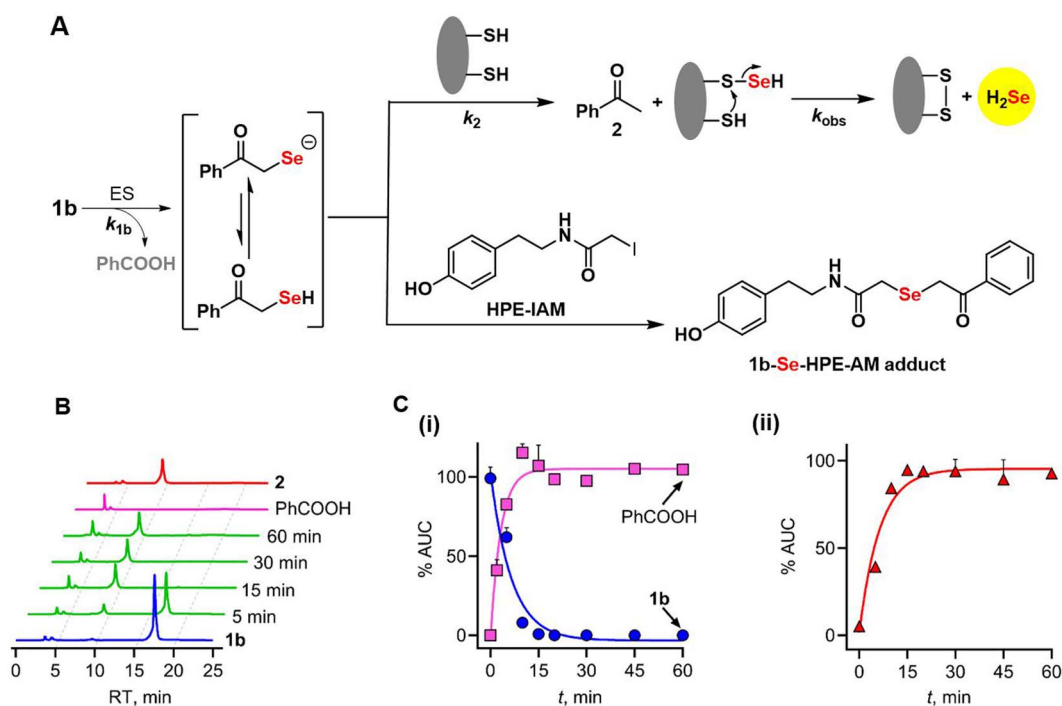 A
SH
SH
k₂
O
Ph
2
+
S
SeH
SH
k_obs
S
S
+
H₂Se
1b
ES
k₁b
PhCOOH
O
Ph
Se
⊖
O
Ph
SeH
H
N
O
I
HO
HPE-IAM
H
N
O
Se
O
HO
1b-Se-HPE-AM adduct
B
2
PhCOOH
60 min
30 min
15 min
5 min
1b
0 5 10 15 20 25
RT, min
C
(i)
% AUC
100
50
0
PhCOOH
1b
0 15 30 45 60
t, min
(ii)
% AUC
100
50
0
0 15 30 45 60
t, min